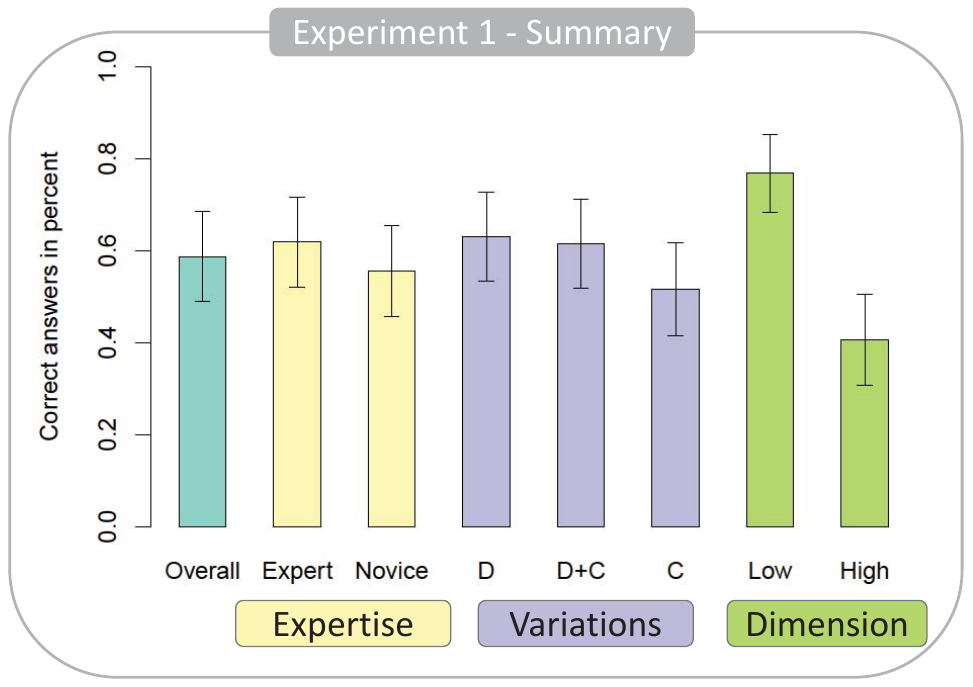 Experiment 1 - Summary
Correct answers in percent
1.0
0.8
0.6
0.4
0.2
0.0
Overall Expert Novice D D+C C Low High
Expertise Variations Dimension